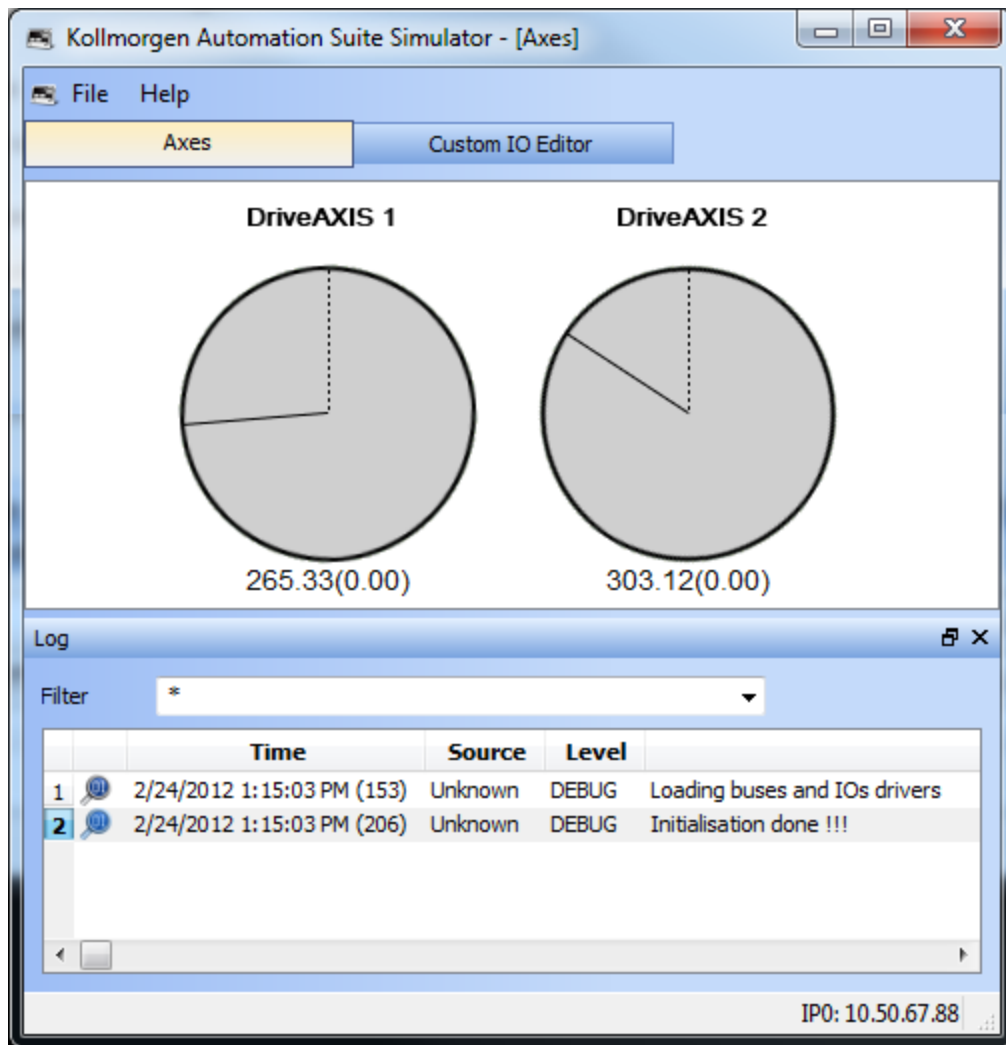 Kollmorgen Automation Suite Simulator - [Axes]
File Help
Axes Custom IO Editor
DriveAXIS 1 DriveAXIS 2
265.33(0.00) 303.12(0.00)
Log
Filter *
Time Source Level
1 2/24/2012 1:15:03 PM (153) Unknown DEBUG Loading buses and IOs drivers
2 2/24/2012 1:15:03 PM (206) Unknown DEBUG Initialisation done !!!
IP0: 10.50.67.88